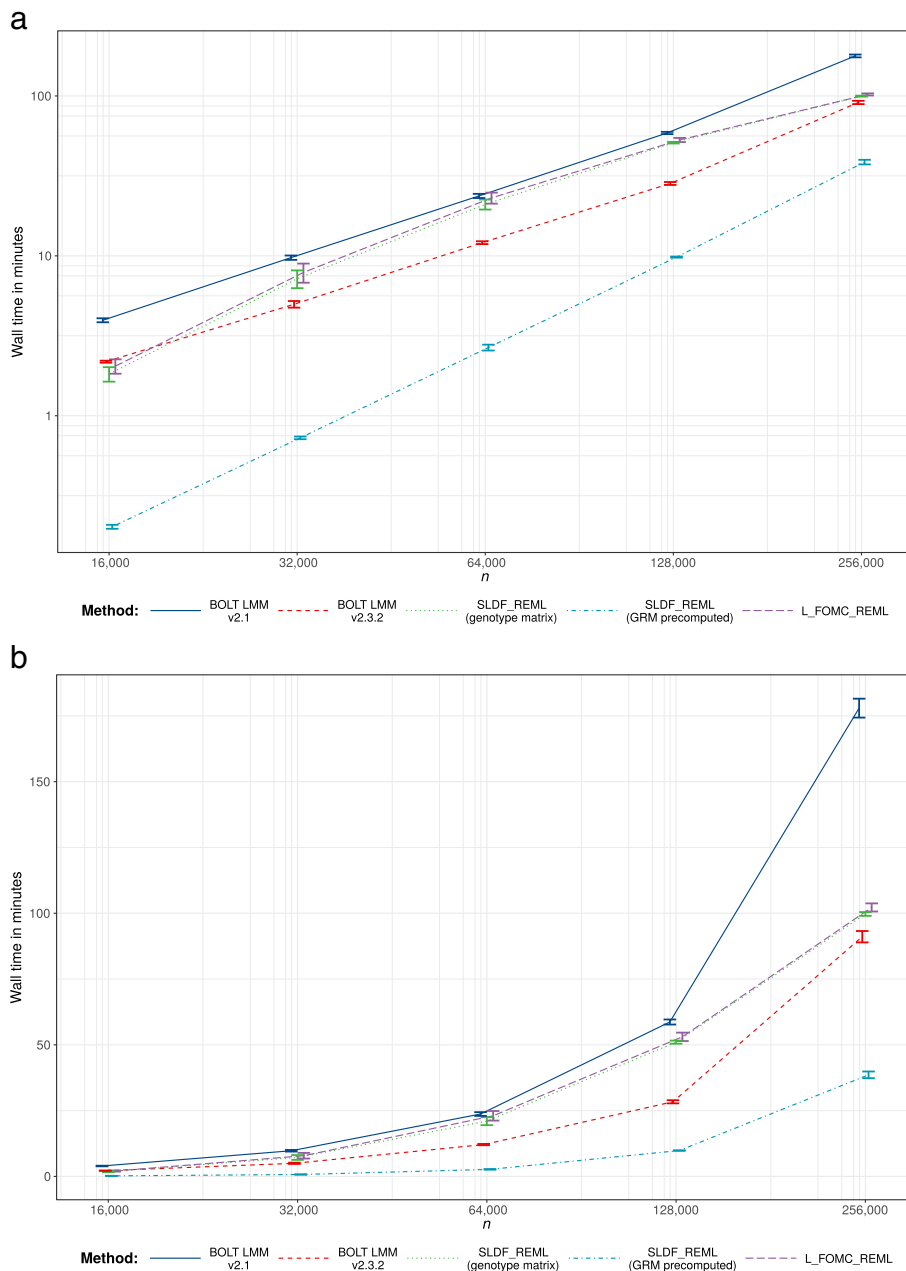 a
Wall time in minutes
100
10
1
16,000
32,000
64,000
128,000
256,000
n
Method:
BOLT LMM
v2.1
BOLT LMM
v2.3.2
SLDF_REML
(genotype matrix)
SLDF_REML
(GRM precomputed)
L_FOMC_REML
b
Wall time in minutes
150
100
50
0
16,000
32,000
64,000
128,000
256,000
n
Method:
BOLT LMM
v2.1
BOLT LMM
v2.3.2
SLDF_REML
(genotype matrix)
SLDF_REML
(GRM precomputed)
L_FOMC_REML